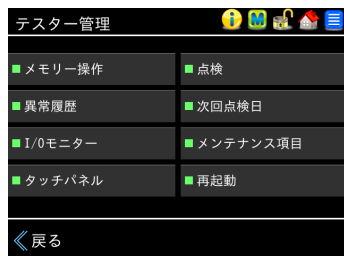 テスター管理
M
メモリー操作
点検
異常履歴
次回点検日
I/Oモニター
メンテナンス項目
タッチパネル
再起動
戻る